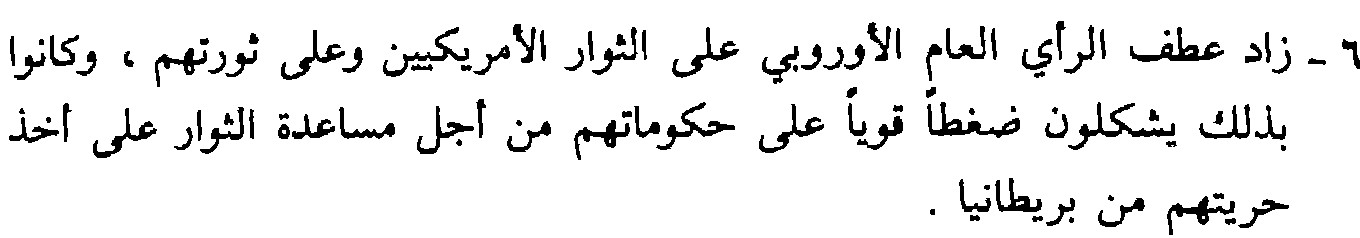 ٦ - زاد عطف الرأي العام الأوروبي على الثوار الأمريكيين وعلى ثورتهم ، وكانوا
بذلك يشكلون ضغطاً قوياً على حكوماتهم من أجل مساعدة الثوار على أخذ
حريتهم من بريطانيا .